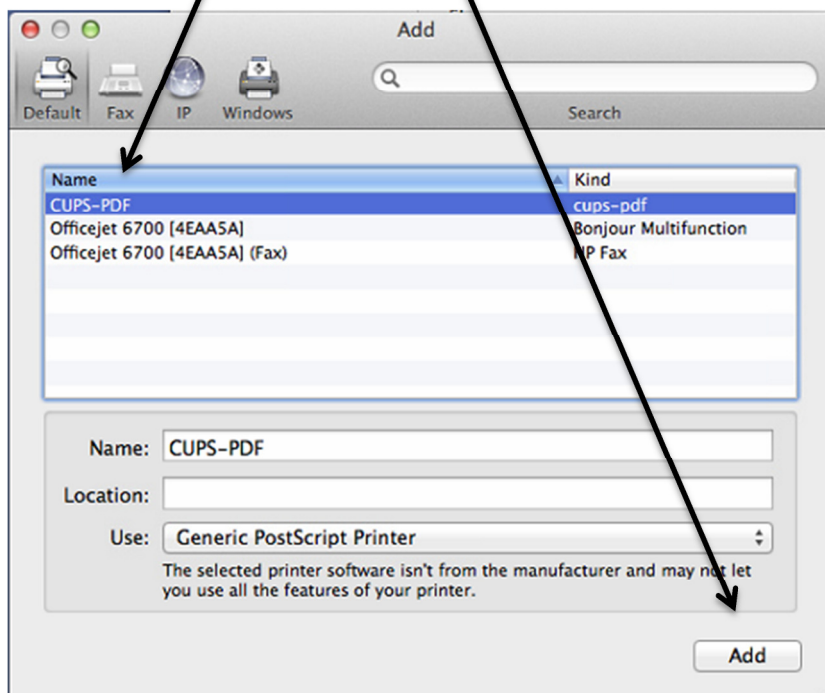 Add
Default Fax IP Windows Search
Name Kind
CUPS-PDF cups-pdf
Officejet 6700 [4EAA5A] Bonjour Multifunction
Officejet 6700 [4EAA5A] (Fax) HP Fax
Name: CUPS-PDF
Location:
Use: Generic PostScript Printer
The selected printer software isn't from the manufacturer and may not let
you use all the features of your printer.
Add